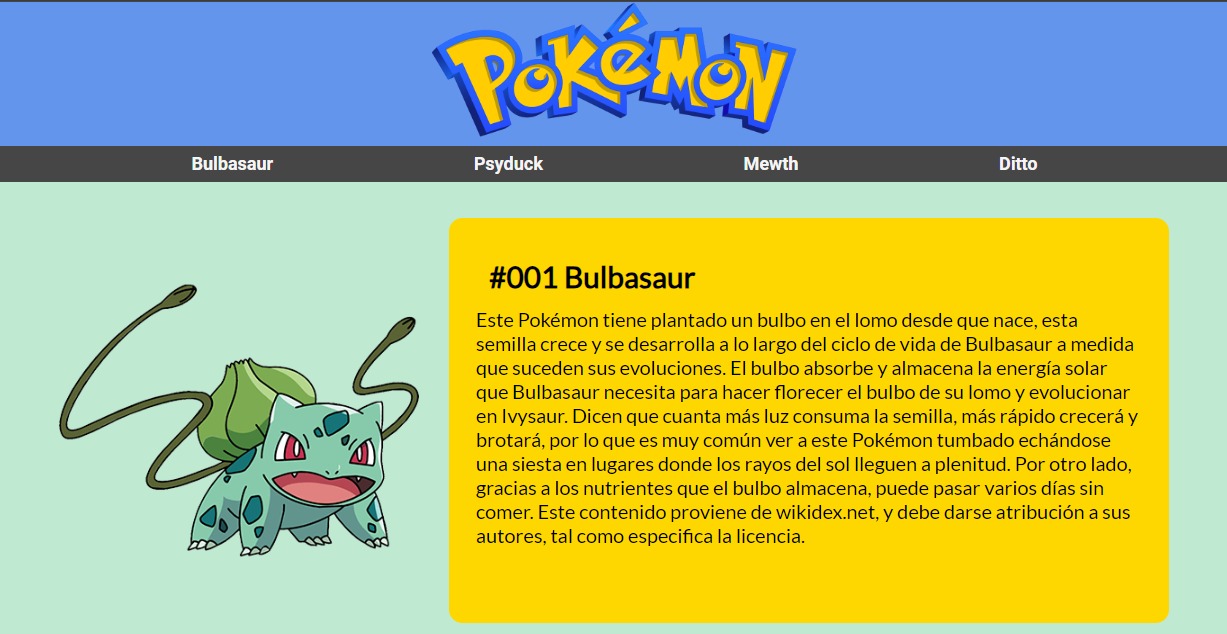 Pokémon
Bulbasaur Psyduck Mewth Ditto
#001 Bulbasaur
Este Pokémon tiene plantado un bulbo en el lomo desde que nace, esta
semilla crece y se desarrolla a lo largo del ciclo de vida de Bulbasaur a medida
que suceden sus evoluciones. El bulbo absorbe y almacena la energía solar
que Bulbasaur necesita para hacer florecer el bulbo de su lomo y evolucionar
en Ivysaur. Dicen que cuanta más luz consuma la semilla, más rápido crecerá y
brotará, por lo que es muy común ver a este Pokémon tumbado echándose
una siesta en lugares donde los rayos del sol lleguen a plenitud. Por otro lado,
gracias a los nutrientes que el bulbo almacena, puede pasar varios días sin
comer. Este contenido proviene de wikidex.net, y debe darse atribución a sus
autores, tal como especifica la licencia.